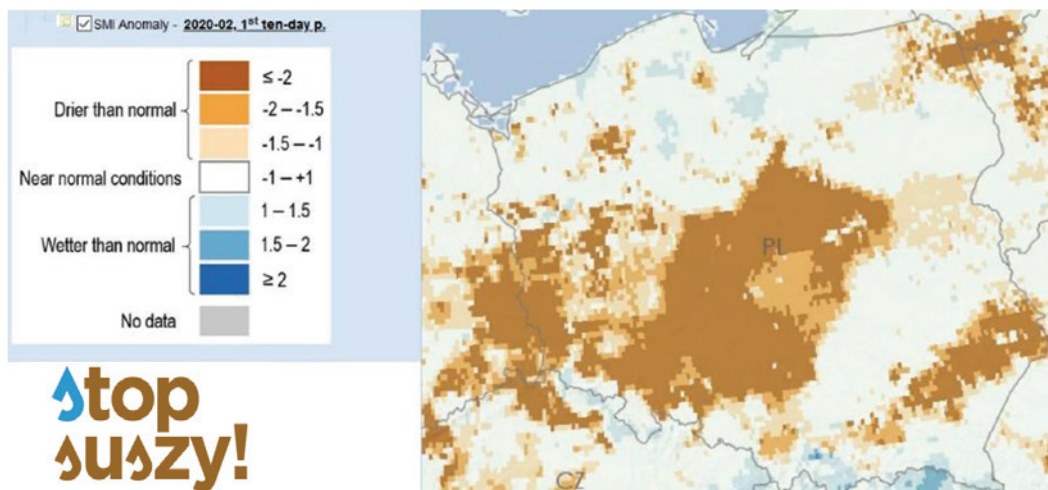 SMI Anomaly - 2020-02, 1st ten-day p.
≤ -2
Drier than normal
-2 – -1.5
-1.5 – -1
Near normal conditions
-1 – +1
1 – 1.5
Wetter than normal
1.5 – 2
≥ 2
No data
PL
CZ
stop
suszy!